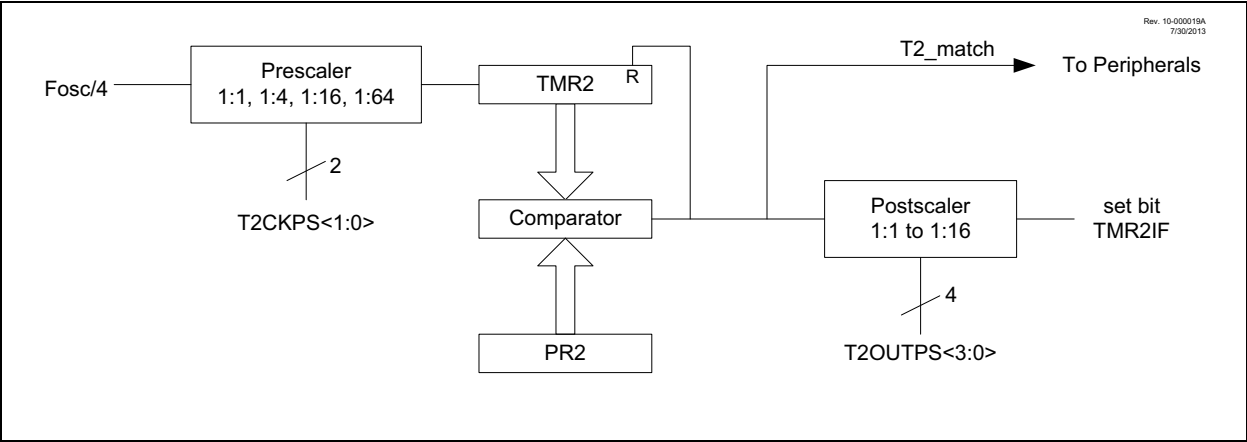 Rev. 10-000019A
7/30/2013
T2_match
To Peripherals
Fosc/4
Prescaler
1:1, 1:4, 1:16, 1:64
TMR2
R
2
T2CKPS<1:0>
Comparator
Postscaler
1:1 to 1:16
set bit
TMR2IF
4
T2OUTPS<3:0>
PR2